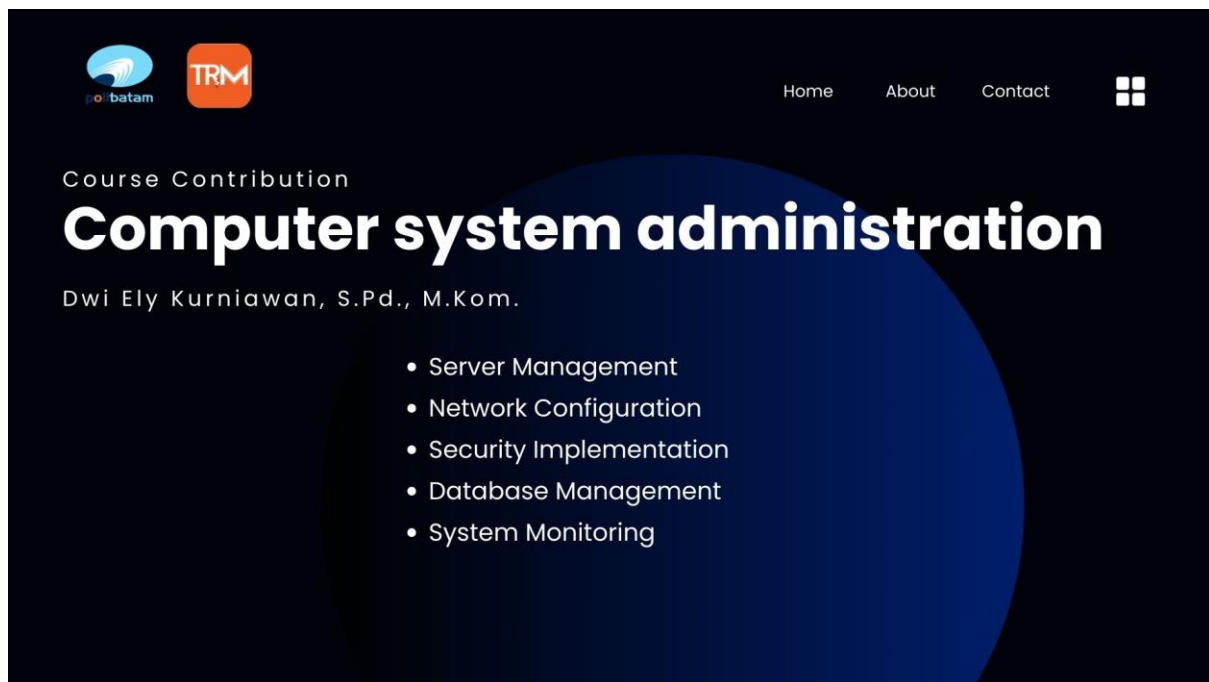 polibatam
TRM
Home About Contact
Course Contribution
Computer system administration
Dwi Ely Kurniawan, S.Pd., M.Kom.
• Server Management
• Network Configuration
• Security Implementation
• Database Management
• System Monitoring